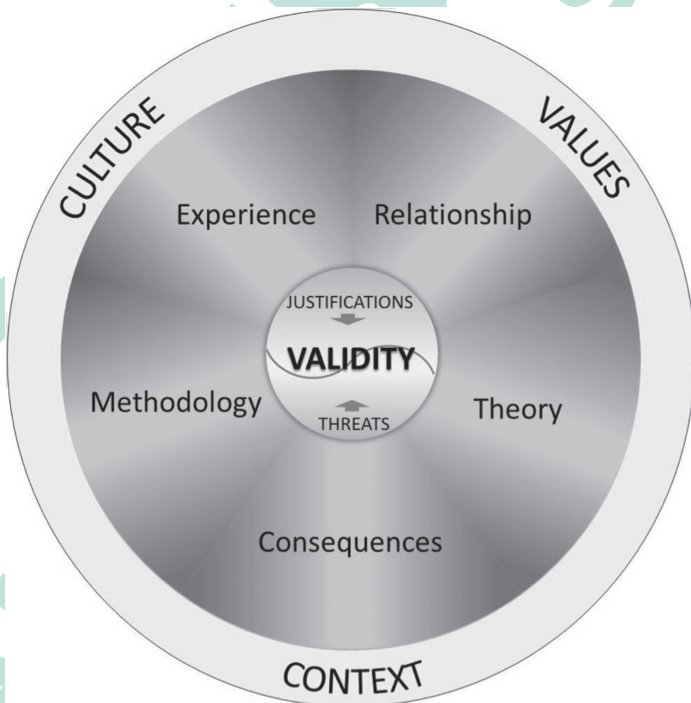 CULTURE
VALUES
Experience
Relationship
JUSTIFICATIONS
VALIDITY
THREATS
Methodology
Theory
Consequences
CONTEXT